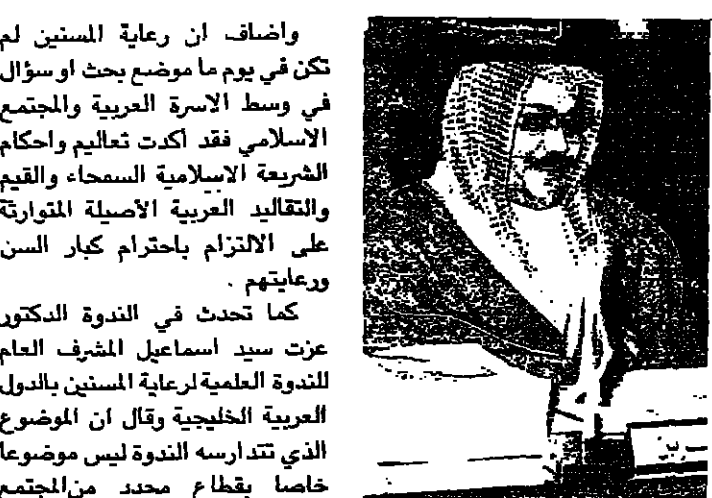 واضاف ان رعاية المسنين لم
تكن في يوم ما موضع بحث او سؤال
في وسط الاسرة العربية والمجتمع
الاسلامي فقد أكدت تعاليم واحكام
الشريعة الاسلامية السمحاء والقيم
والتقاليد العربية الأصيلة المتوارثة
على الالتزام باحترام كبار السن
ورعايتهم .
كما تحدث في الندوة الدكتور
عزت سيد اسماعيل المشرف العام
للندوة العلمية لرعاية المسنين بالدول
العربية الخليجية وقال ان الموضوع
الذي تتدارسه الندوة ليس موضوعا
خاصا بقطاع محدد من المجتمع